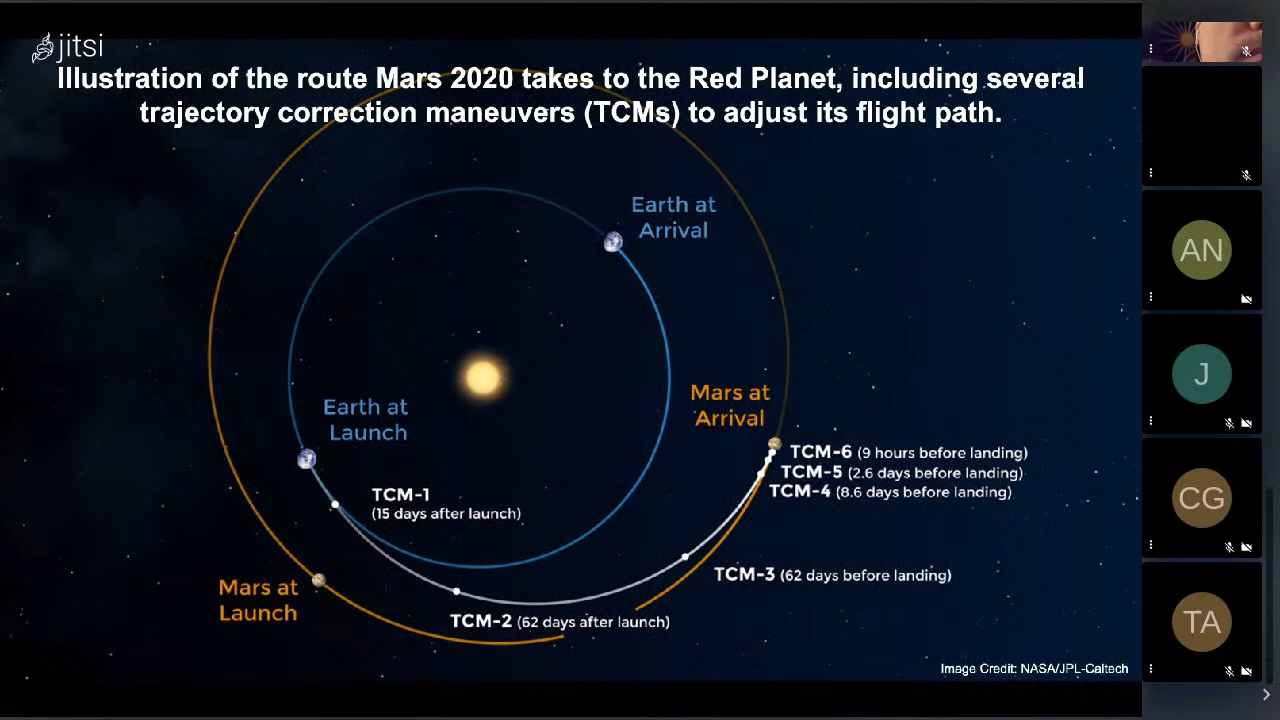 jitsi
Illustration of the route Mars 2020 takes to the Red Planet, including several
trajectory correction maneuvers (TCMs) to adjust its flight path.
Earth at
Arrival
Mars at
Arrival
Earth at
Launch
TCM-6 (9 hours before landing)
TCM-5 (2.6 days before landing)
TCM-4 (8.6 days before landing)
TCM-1
(15 days after launch)
TCM-3 (62 days before landing)
Mars at
Launch
TCM-2 (62 days after launch)
Image Credit: NASA/JPL-Caltech
AN
J
CG
TA